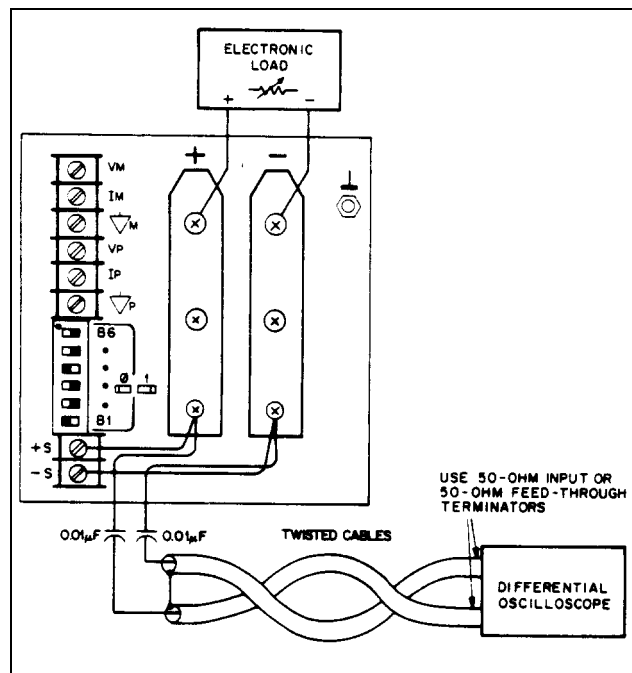 ELECTRONIC
LOAD
+ -
+ -
VM
IM
M
VP
IP
P
B6
0 1
B1
+S
-S
0.01µF
0.01µF
TWISTED CABLES
USE 50-OHM INPUT OR
50-OHM FEED-THROUGH
TERMINATORS
DIFFERENTIAL
OSCILLOSCOPE